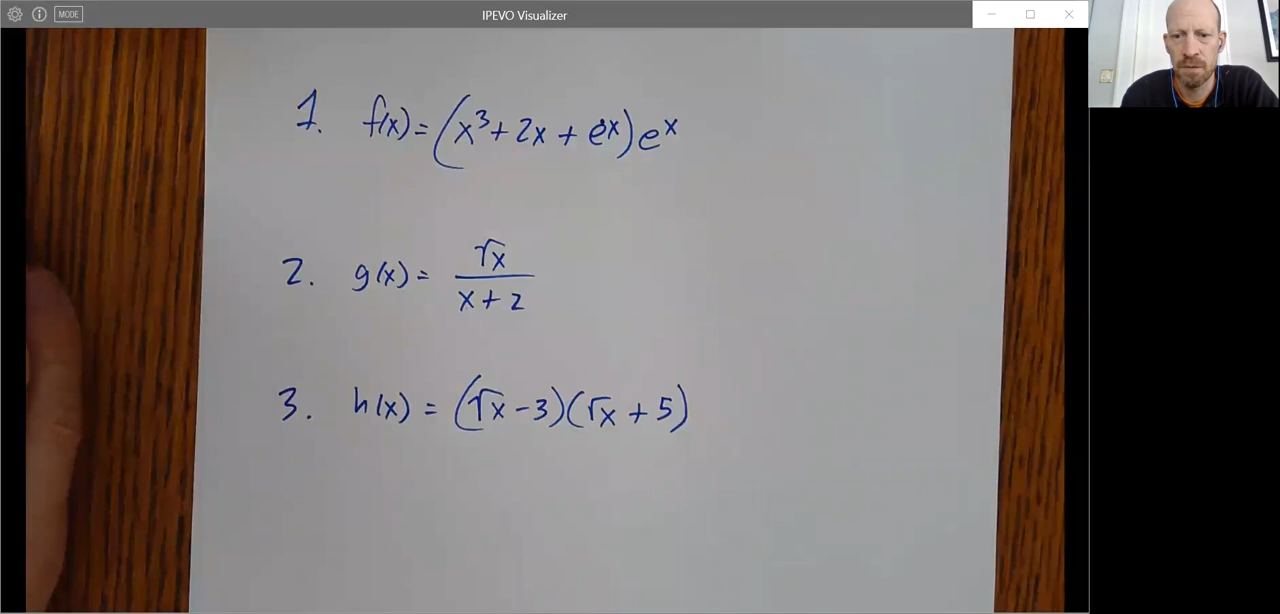 MODE
IPEVO Visualizer
1. f(x) = (x³ + 2x + eˣ) eˣ
2. g(x) = √x / (x + 2)
3. h(x) = (√x - 3)(√x + 5)